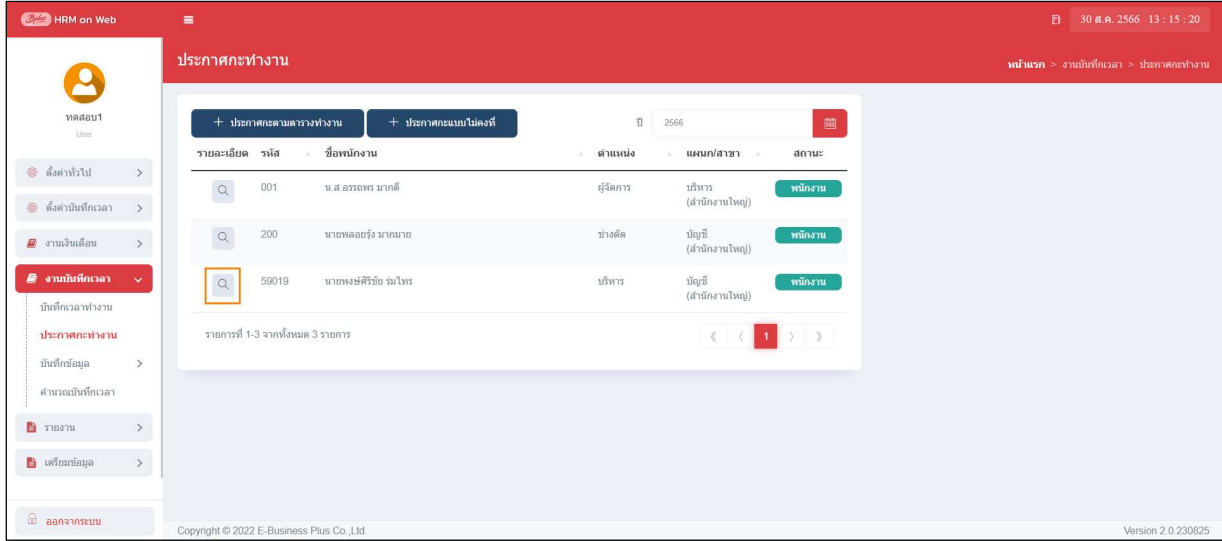 Bplus HRM on Web
30 ส.ค. 2566 13 : 15 : 20
ประกาศกะทำงาน
หน้าแรก > งานบันทึกเวลา > ประกาศกะทำงาน
ทดสอบ1
User
ตั้งค่าทั่วไป
ตั้งค่าบันทึกเวลา
งานเงินเดือน
งานบันทึกเวลา
บันทึกเวลาทำงาน
ประกาศกะทำงาน
บันทึกข้อมูล
คำนวณบันทึกเวลา
รายงาน
เตรียมข้อมูล
ออกจากระบบ
+ ประกาศกะตามตารางทำงาน + ประกาศกะแบบไม่คงที่ ปี 2566
รายละเอียด รหัส ชื่อพนักงาน ตำแหน่ง แผนก/สาขา สถานะ
001 น.ส.อรรถพร มากดี ผู้จัดการ บริหาร พนักงาน
(สำนักงานใหญ่)
200 นายพลอยรุ้ง มากมาย ช่างตัด บัญชี พนักงาน
(สำนักงานใหญ่)
59019 นายพงษ์ศิริชัย ร่มไทร บริหาร บัญชี พนักงาน
(สำนักงานใหญ่)
รายการที่ 1-3 จากทั้งหมด 3 รายการ 《 〈 1 〉 》
Copyright © 2022 E-Business Plus Co.,Ltd. Version 2.0.230825